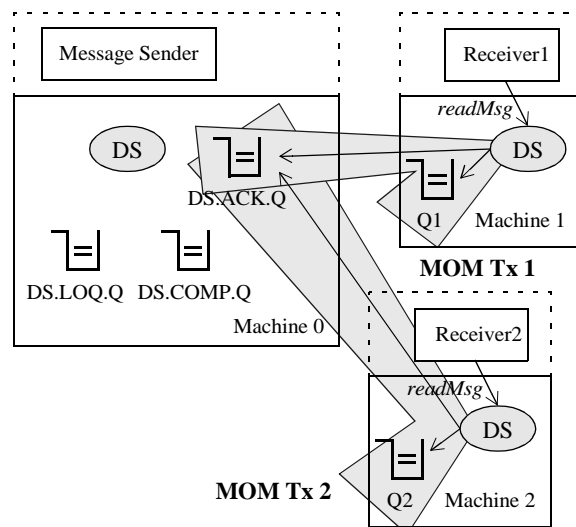 Message Sender
Receiver1
readMsg
DS
DS
DS.ACK.Q
Q1
Machine 1
MOM Tx 1
DS.LOQ.Q
DS.COMP.Q
Machine 0
Receiver2
readMsg
DS
MOM Tx 2
Q2
Machine 2